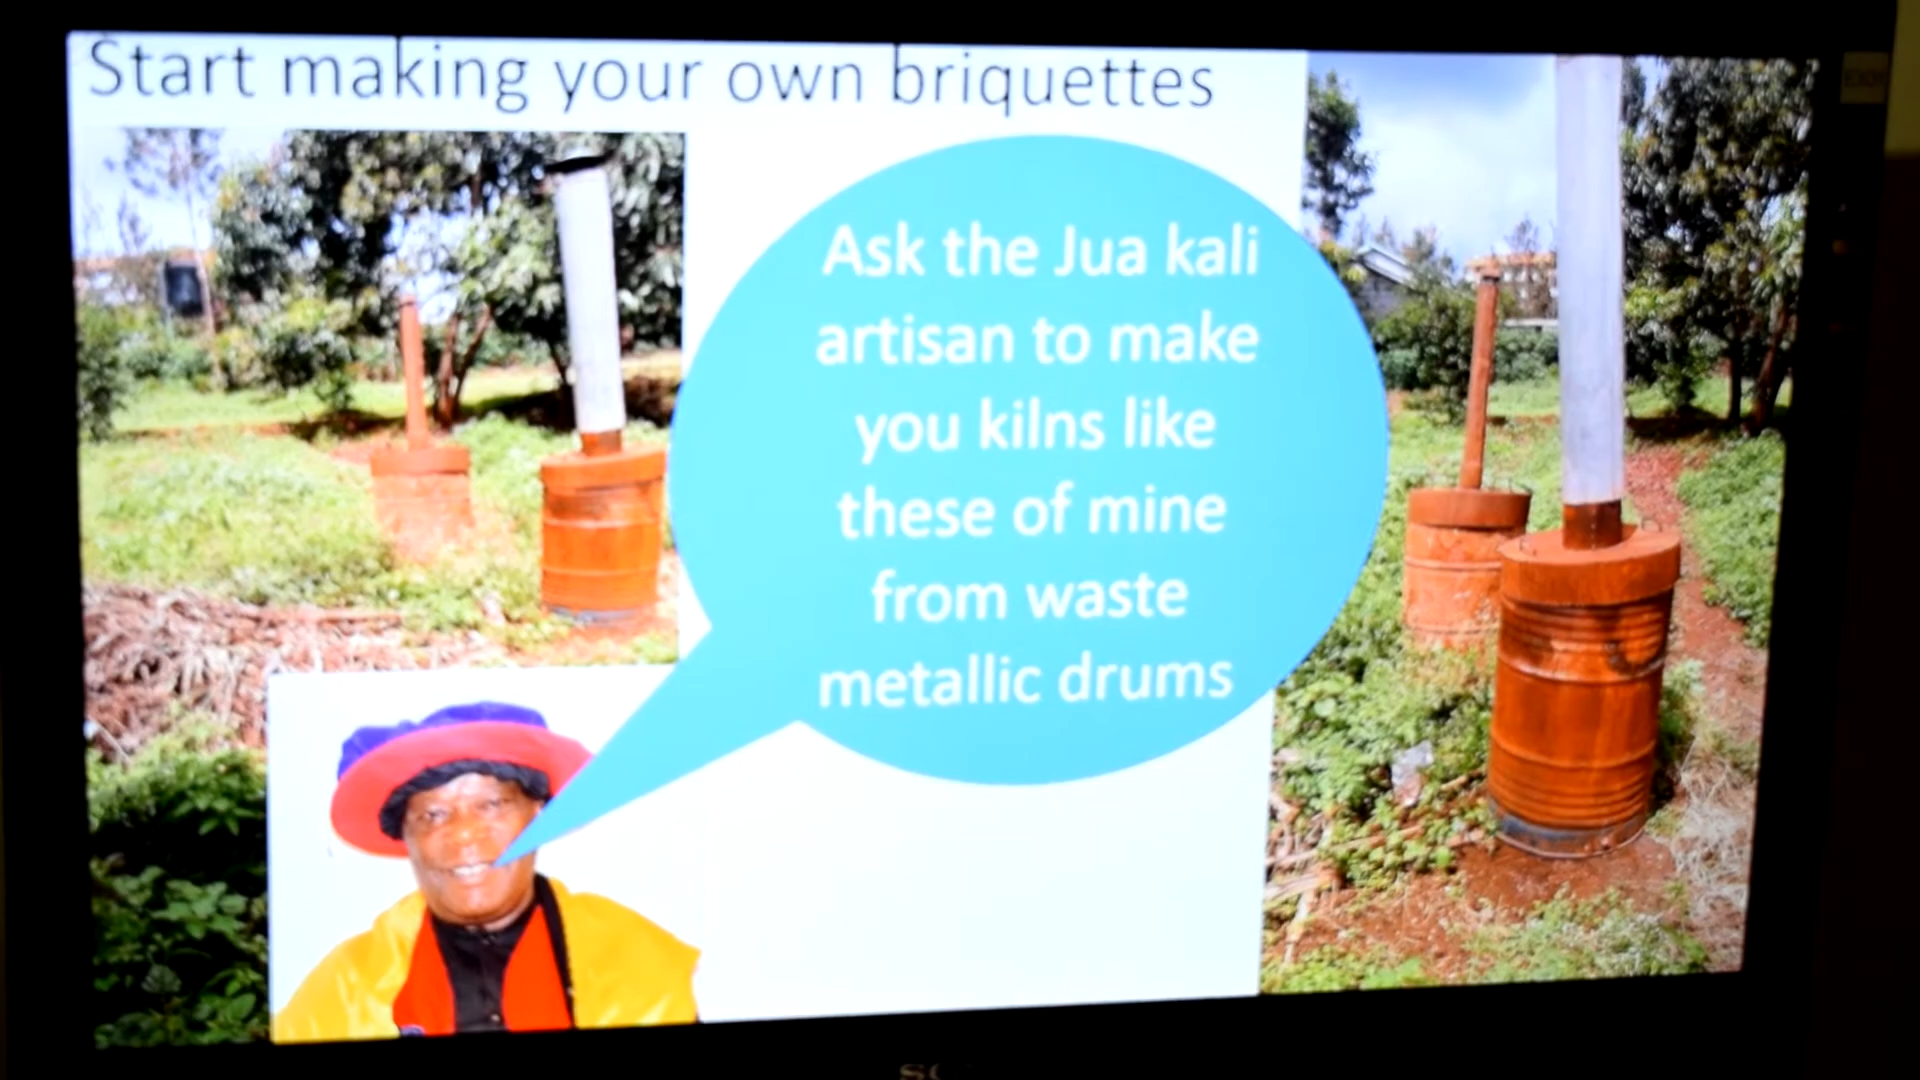 Start making your own briquettes
Ask the Jua kali
artisan to make
you kilns like
these of mine
from waste
metallic drums